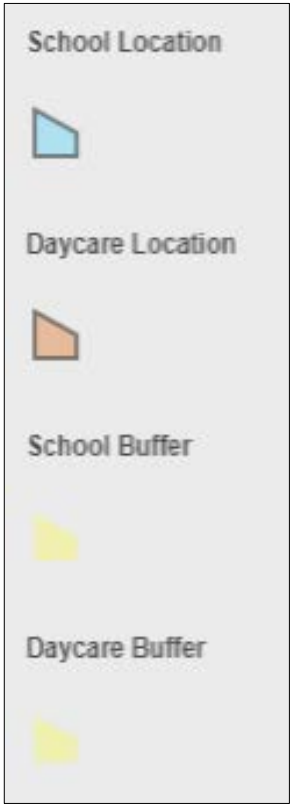 School Location
Daycare Location
School Buffer
Daycare Buffer